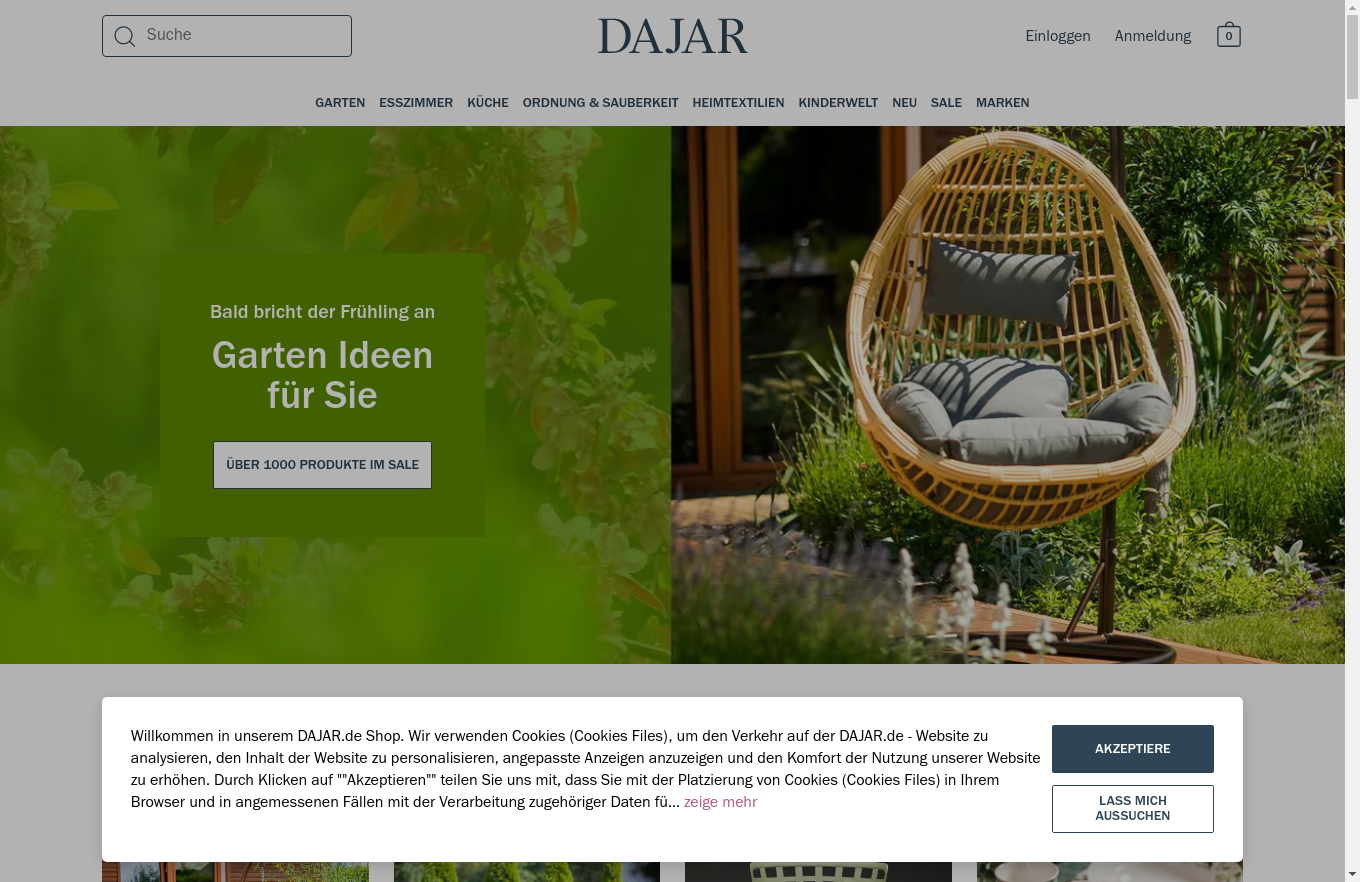 Suche
DAJAR
Einloggen
Anmeldung
0
GARTEN ESSZIMMER KÜCHE ORDNUNG & SAUBERKEIT HEIMTEXTILIEN KINDERWELT NEU SALE MARKEN
Bald bricht der Frühling an
Garten Ideen
für Sie
ÜBER 1000 PRODUKTE IM SALE
Willkommen in unserem DAJAR.de Shop. Wir verwenden Cookies (Cookies Files), um den Verkehr auf der DAJAR.de - Website zu
analysieren, den Inhalt der Website zu personalisieren, angepasste Anzeigen anzuzeigen und den Komfort der Nutzung unserer Website
zu erhöhen. Durch Klicken auf ""Akzeptieren"" teilen Sie uns mit, dass Sie mit der Platzierung von Cookies (Cookies Files) in Ihrem
Browser und in angemessenen Fällen mit der Verarbeitung zugehöriger Daten fü... zeige mehr
AKZEPTIERE
LASS MICH
AUSSUCHEN